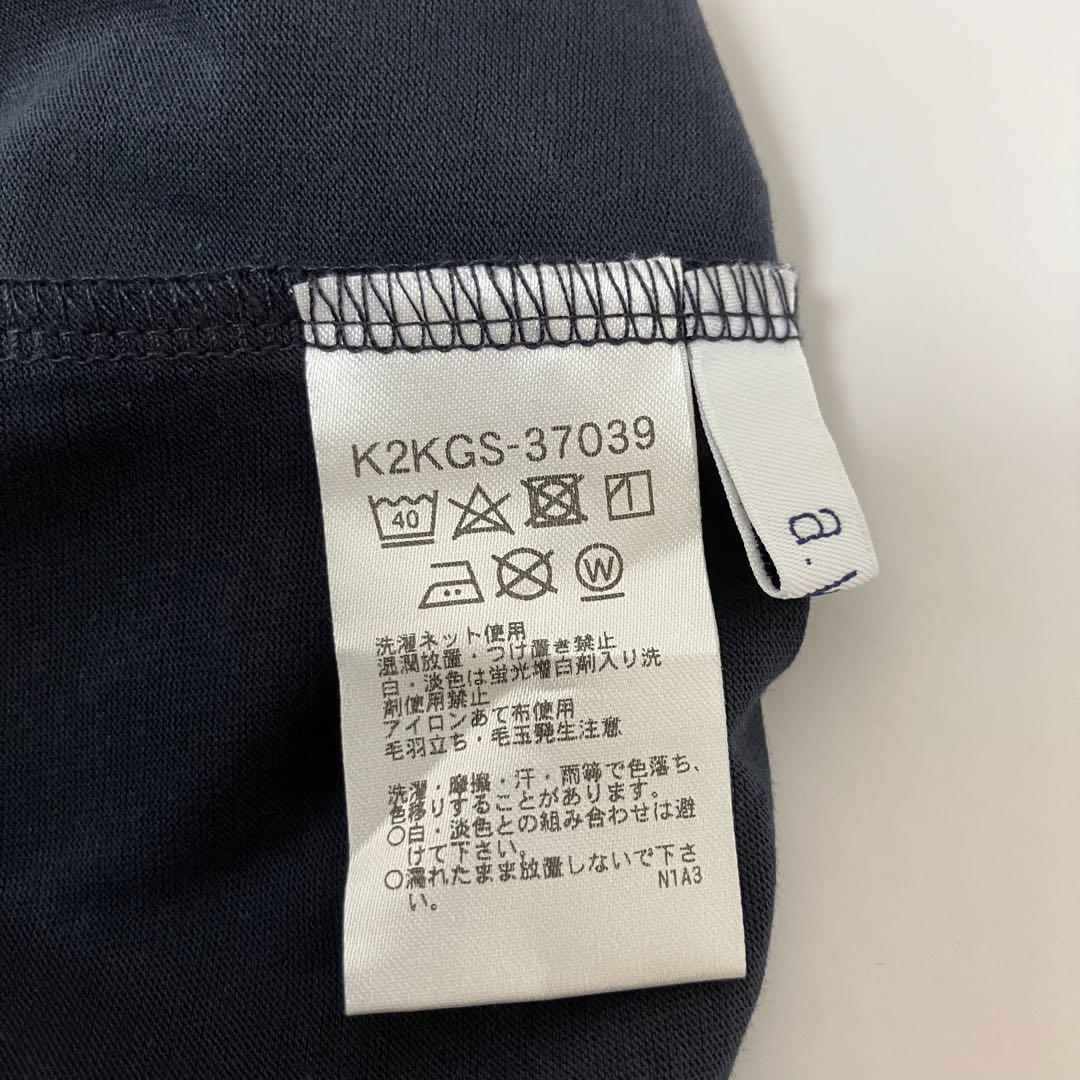 K2KGS-37039
40
W
洗濯ネット使用
湿潤放置・つけ置き禁止
白・淡色は蛍光増白剤入り洗
剤使用禁止
アイロンあて布使用
毛羽立ち・毛玉発生注意
洗濯・摩擦・汗・雨等で色落ち、
色移りすることがあります。
○白・淡色との組み合わせは避
けて下さい。
○濡れたまま放置しないで下さ
い。
N1A3
a.